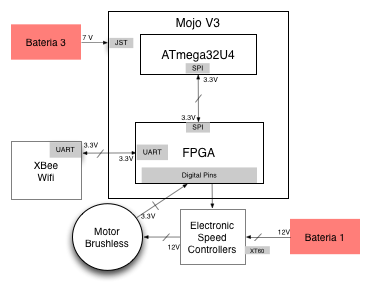 Mojo V3
Bateria 3
7 V
JST
ATmega32U4
SPI
3.3V
3.3V
SPI
UART
3.3V
3.3V
UART
FPGA
XBee
Wifi
Digital Pins
3.3V
Motor
Brushless
12V
Electronic
Speed
Controllers
12V
XT60
Bateria 1